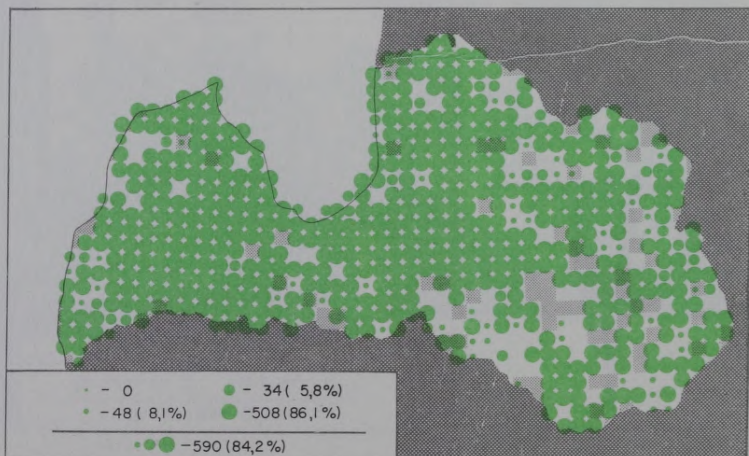 - 0 - 34 ( 5,8%)
-48 ( 8,1%) -508 (86,1%)
-590 (84,2%)